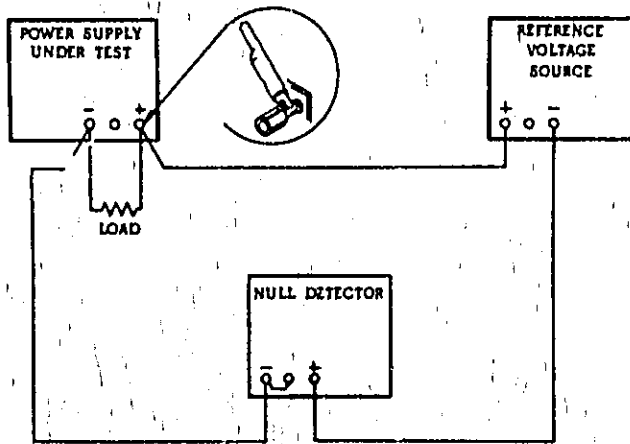 POWER SUPPLY
UNDER TEST
- +
REFERENCE
VOLTAGE
SOURCE
+ -
LOAD
NULL DETECTOR
- +